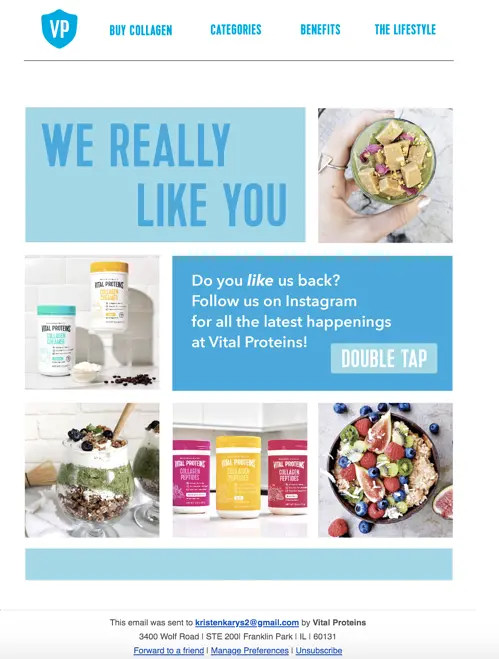 VP
BUY COLLAGEN
CATEGORIES
BENEFITS
THE LIFESTYLE
WE REALLY
LIKE YOU
VITAL PROTEINS
COLLAGEN
CREAMER
VITAL PROTEINS
COLLAGEN
CREAMER
Do you like us back?
Follow us on Instagram
for all the latest happenings
at Vital Proteins!
DOUBLE TAP
VITAL PROTEINS
COLLAGEN
PEPTIDES
VITAL PROTEINS
COLLAGEN
PEPTIDES
VITAL PROTEINS
COLLAGEN
PEPTIDES
This email was sent to kristenkarys2@gmail.com by Vital Proteins
3400 Wolf Road | STE 200| Franklin Park | IL | 60131
Forward to a friend | Manage Preferences | Unsubscribe